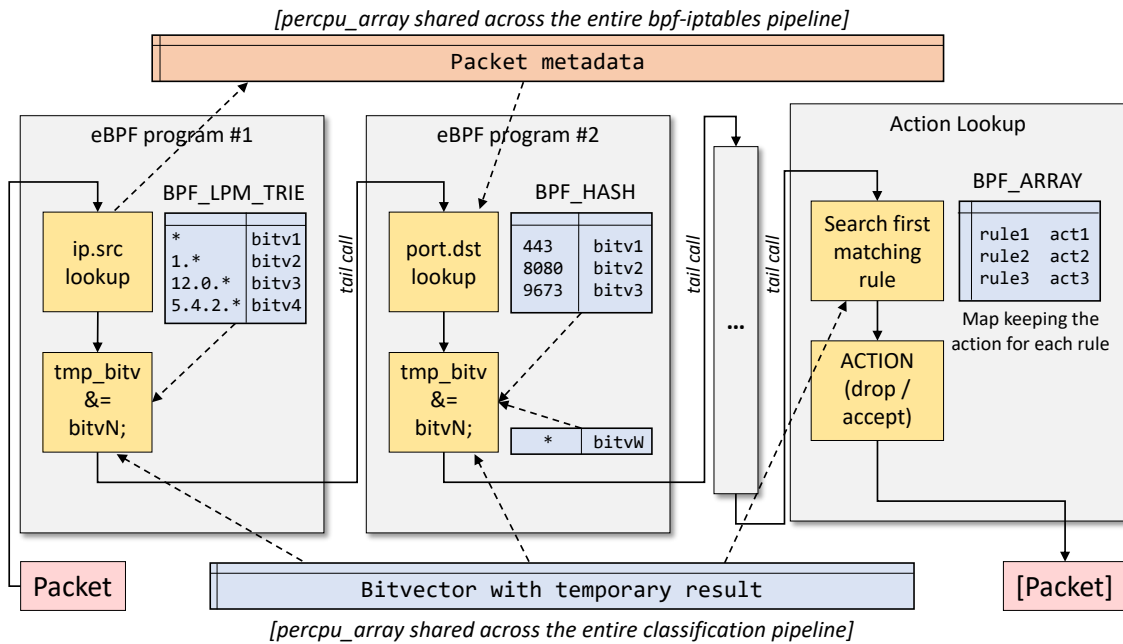 [percpu_array shared across the entire bpf-iptables pipeline]
Packet metadata
eBPF program #1
BPF_LPM_TRIE
ip.src
lookup
* bitv1
1.* bitv2
12.0.* bitv3
5.4.2.* bitv4
tmp_bitv
&=
bitvN;
tail call
eBPF program #2
BPF_HASH
port.dst
lookup
443 bitv1
8080 bitv2
9673 bitv3
tmp_bitv
&=
bitvN;
* bitvW
tail call
...
tail call
Action Lookup
BPF_ARRAY
Search first
matching
rule
rule1 act1
rule2 act2
rule3 act3
Map keeping the
action for each rule
ACTION
(drop /
accept)
Packet
Bitvector with temporary result
[Packet]
[percpu_array shared across the entire classification pipeline]